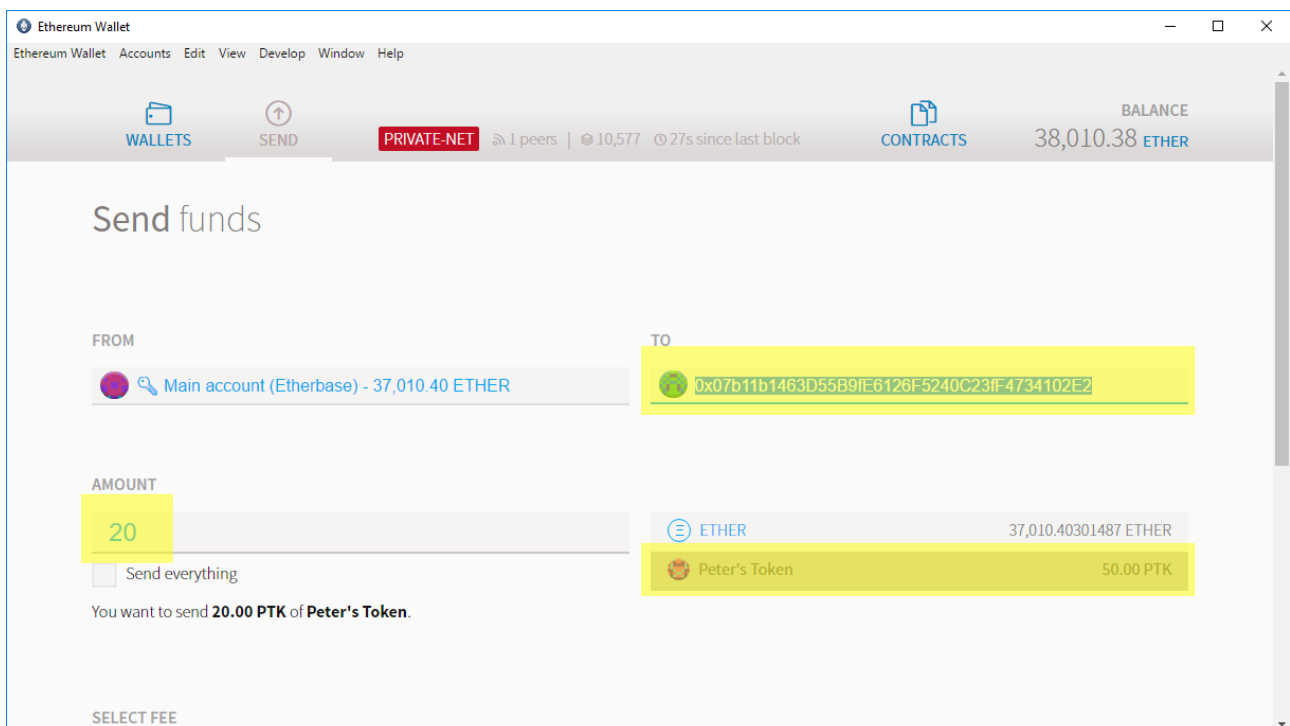 Ethereum Wallet
Ethereum Wallet Accounts Edit View Develop Window Help
WALLETS
SEND
PRIVATE-NET 1 peers | 10,577 27s since last block
CONTRACTS
BALANCE
38,010.38 ETHER
Send funds
FROM
Main account (Etherbase) - 37,010.40 ETHER
TO
0x07b11b1463D55B9fE6126F5240C23fF4734102E2
AMOUNT
20
ETHER 37,010.40301487 ETHER
Peter's Token 50.00 PTK
Send everything
You want to send 20.00 PTK of Peter's Token.
SELECT FEE